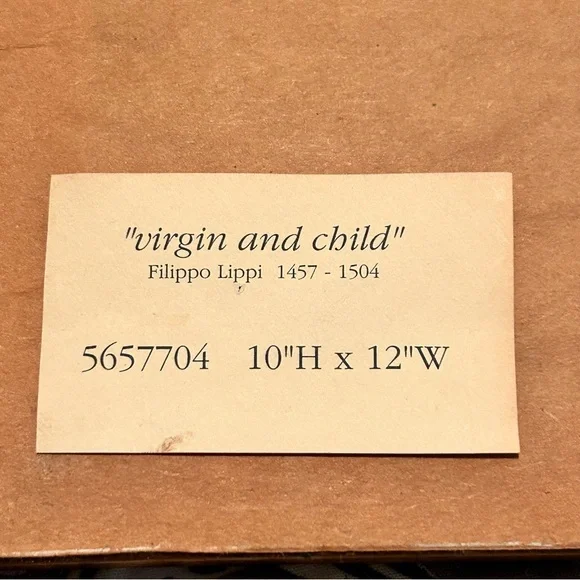 "virgin and child"
Filippo Lippi 1457 - 1504
5657704 10"H x 12"W